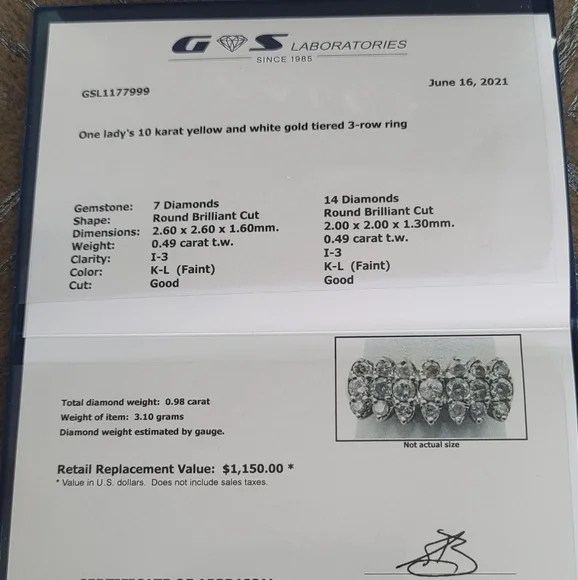 G S LABORATORIES
SINCE 1985
GSL1177999
June 16, 2021
One lady's 10 karat yellow and white gold tiered 3-row ring
Gemstone: 7 Diamonds 14 Diamonds
Shape: Round Brilliant Cut Round Brilliant Cut
Dimensions: 2.60 x 2.60 x 1.60mm. 2.00 x 2.00 x 1.30mm.
Weight: 0.49 carat t.w. 0.49 carat t.w.
Clarity: I-3 I-3
Color: K-L (Faint) K-L (Faint)
Cut: Good Good
Total diamond weight: 0.98 carat
Weight of item: 3.10 grams
Diamond weight estimated by gauge.
Not actual size
Retail Replacement Value: $1,150.00 *
* Value in U.S. dollars. Does not include sales taxes.